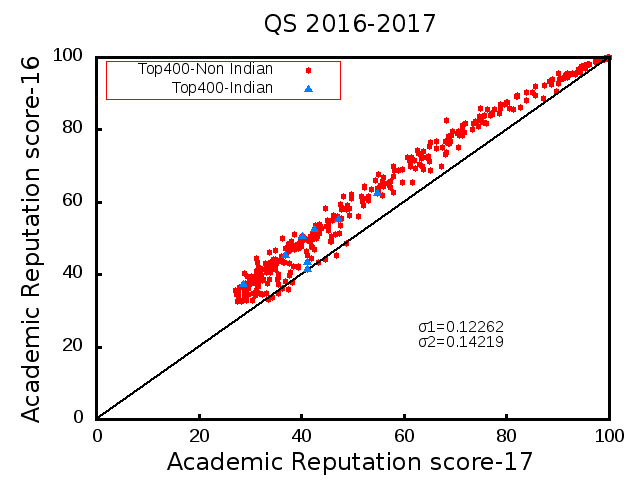 QS 2016-2017
Top400-Non Indian
Top400-Indian
Academic Reputation score-16
100
80
60
40
20
0
σ1=0.12262
σ2=0.14219
0 20 40 60 80 100
Academic Reputation score-17